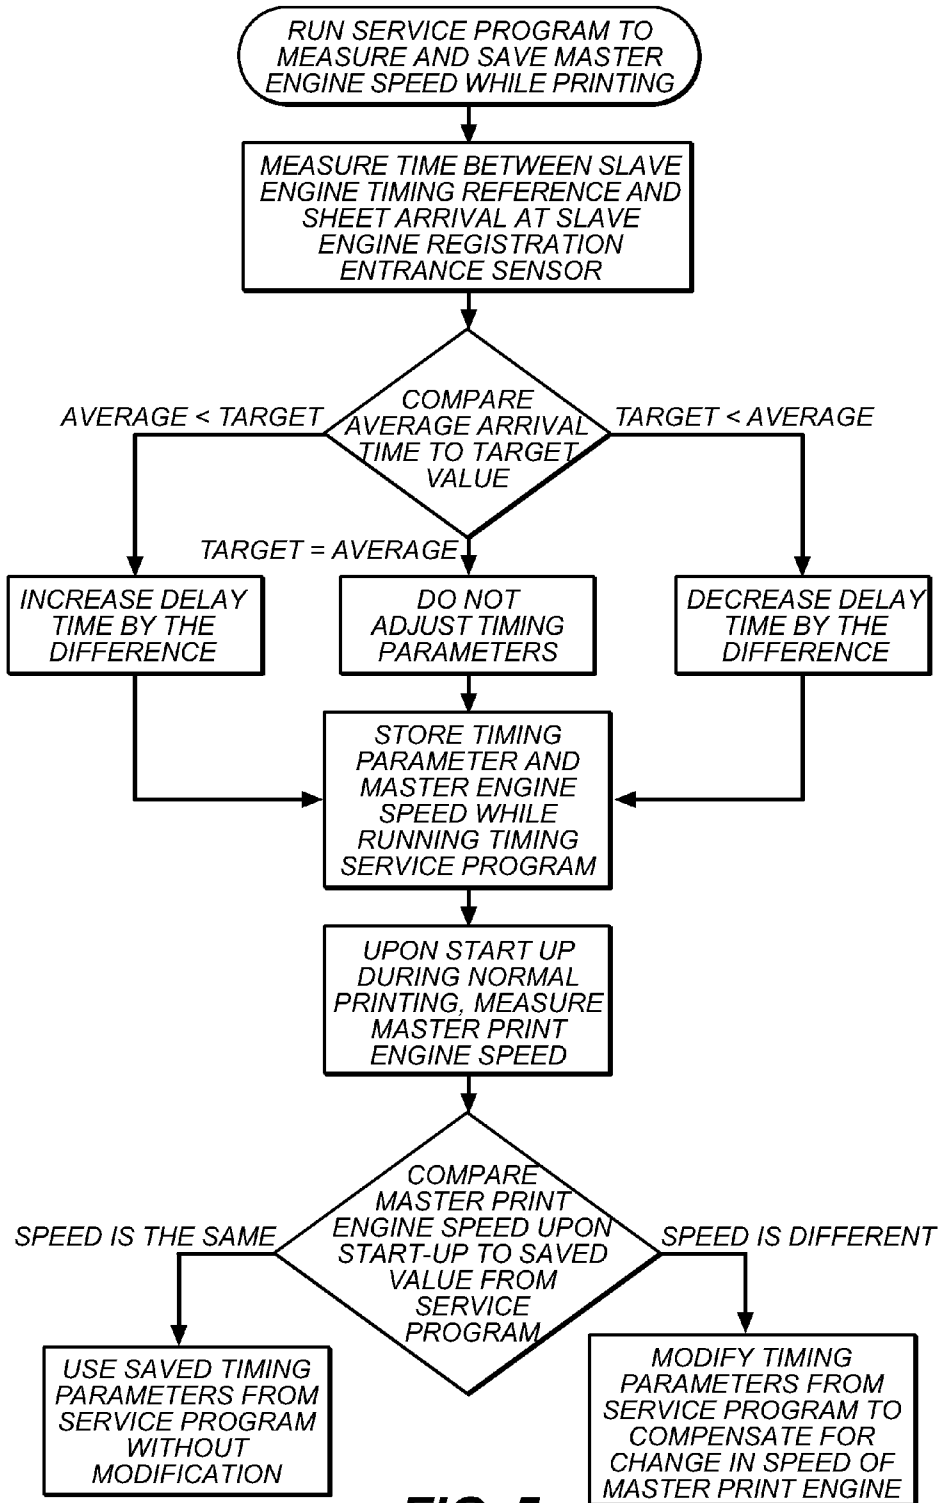 RUN SERVICE PROGRAM TO
MEASURE AND SAVE MASTER
ENGINE SPEED WHILE PRINTING
MEASURE TIME BETWEEN SLAVE
ENGINE TIMING REFERENCE AND
SHEET ARRIVAL AT SLAVE
ENGINE REGISTRATION
ENTRANCE SENSOR
COMPARE
AVERAGE ARRIVAL
TIME TO TARGET
VALUE
AVERAGE < TARGET
TARGET < AVERAGE
TARGET = AVERAGE
INCREASE DELAY
TIME BY THE
DIFFERENCE
DO NOT
ADJUST TIMING
PARAMETERS
DECREASE DELAY
TIME BY THE
DIFFERENCE
STORE TIMING
PARAMETER AND
MASTER ENGINE
SPEED WHILE
RUNNING TIMING
SERVICE PROGRAM
UPON START UP
DURING NORMAL
PRINTING, MEASURE
MASTER PRINT
ENGINE SPEED
COMPARE
MASTER PRINT
ENGINE SPEED UPON
START-UP TO SAVED
VALUE FROM
SERVICE
PROGRAM
SPEED IS THE SAME
SPEED IS DIFFERENT
USE SAVED TIMING
PARAMETERS FROM
SERVICE PROGRAM
WITHOUT
MODIFICATION
MODIFY TIMING
PARAMETERS FROM
SERVICE PROGRAM TO
COMPENSATE FOR
CHANGE IN SPEED OF
MASTER PRINT ENGINE